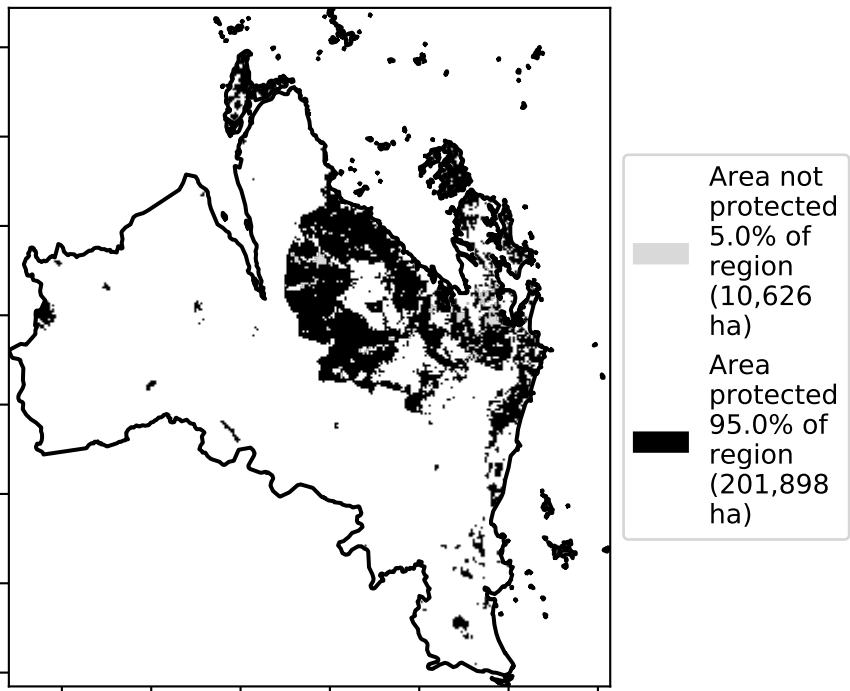 Area not
protected
5.0% of
region
(10,626
ha)
Area
protected
95.0% of
region
(201,898
ha)